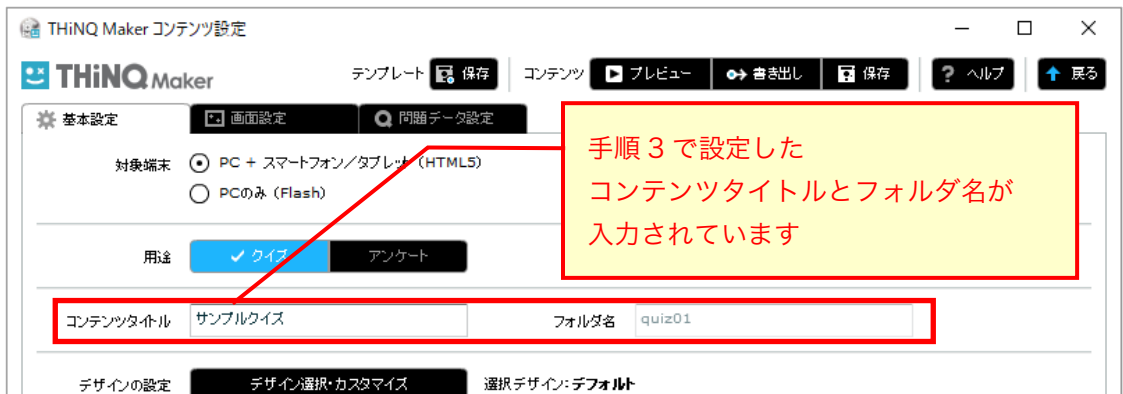 THiNQ Maker コンテンツ設定
THiNQ Maker
テンプレート 保存 コンテンツ プレビュー 書き出し 保存 ? ヘルプ 戻る
基本設定 画面設定 問題データ設定
対象端末 PC + スマートフォン/タブレット (HTML5)
PCのみ (Flash)
手順3で設定した
コンテンツタイトルとフォルダ名が
入力されています
用途 クイズ アンケート
コンテンツタイトル サンプルクイズ フォルダ名 quiz01
デザインの設定 デザイン選択・カスタマイズ 選択デザイン:デフォルト